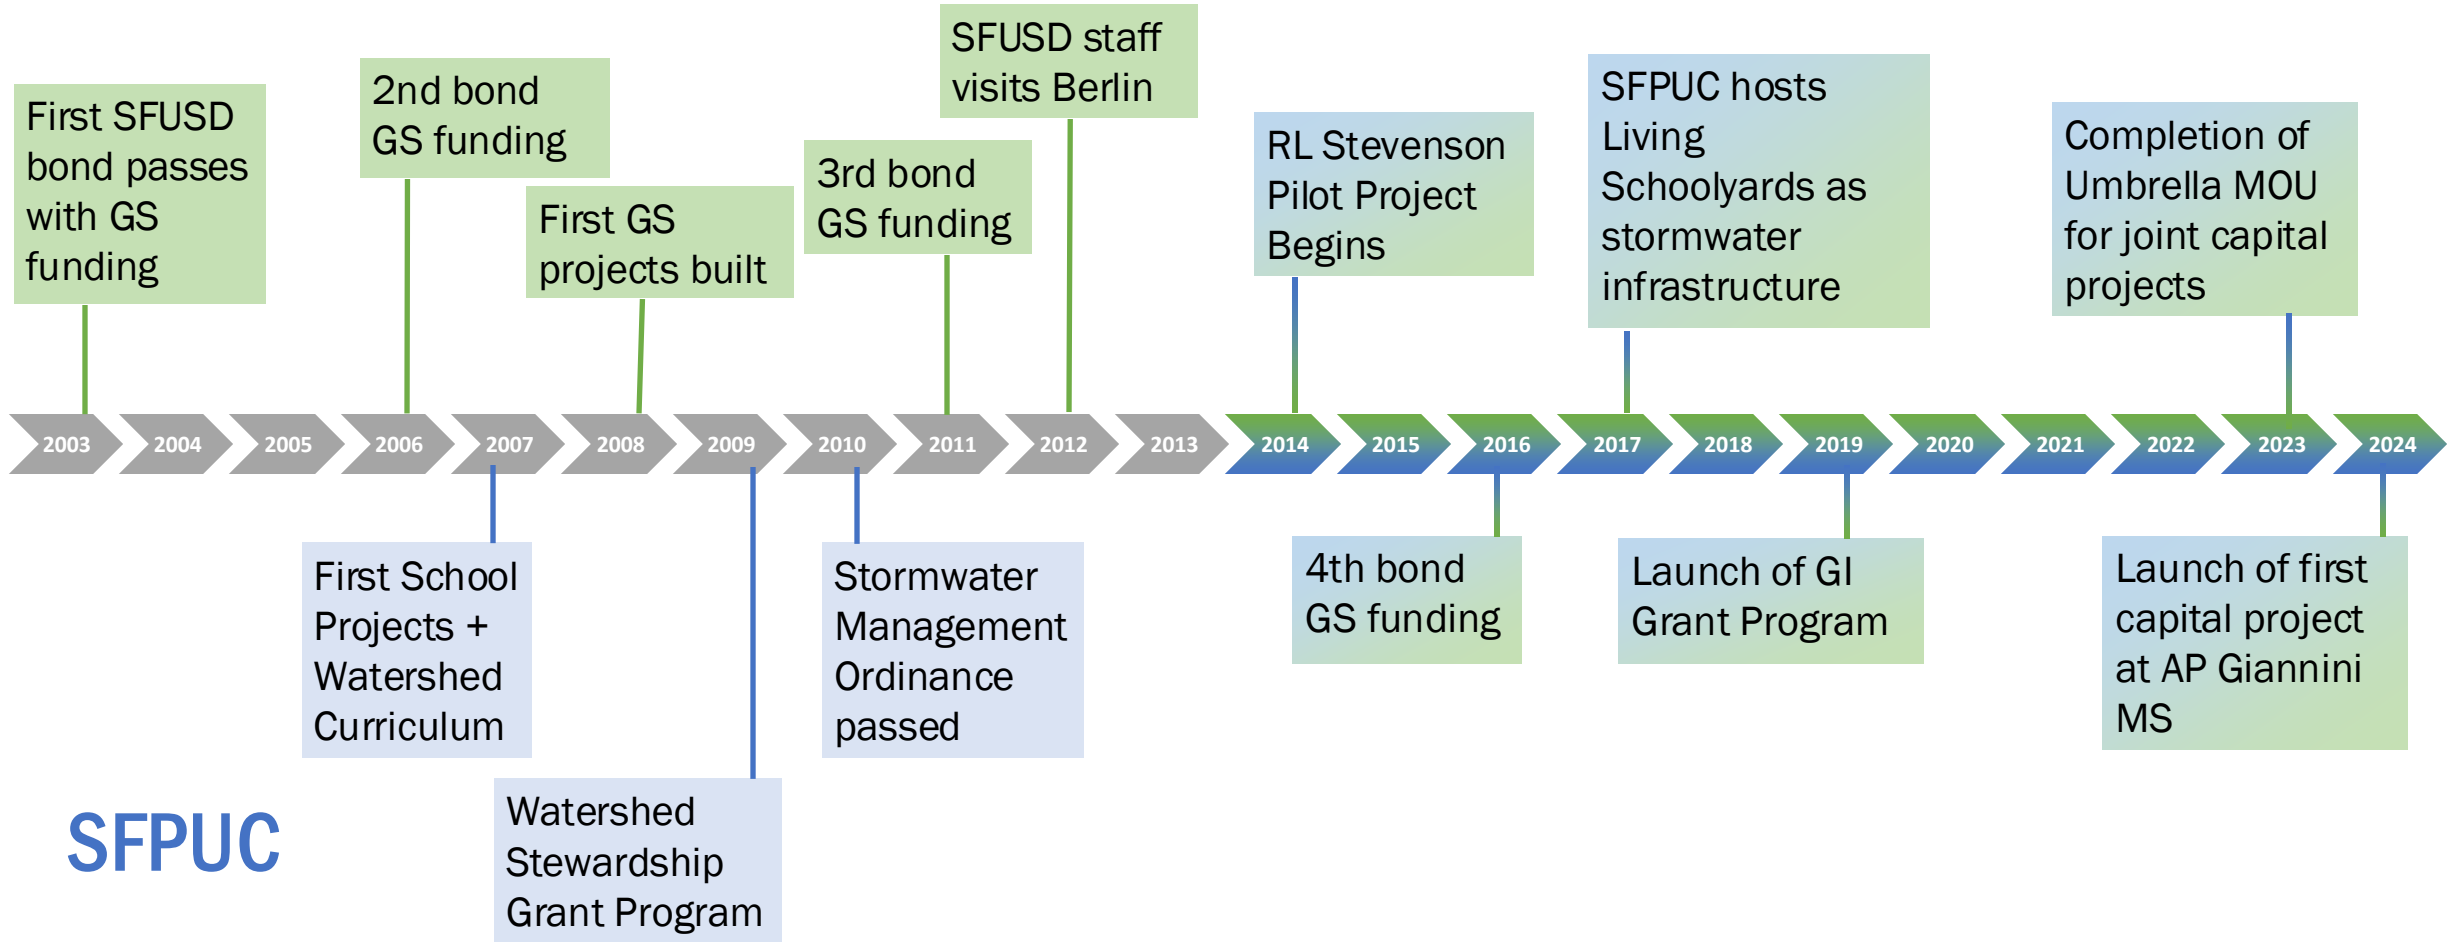 First SFUSD
bond passes
with GS
funding
2nd bond
GS funding
First GS
projects built
3rd bond
GS funding
SFUSD staff
visits Berlin
RL Stevenson
Pilot Project
Begins
SFPUC hosts
Living
Schoolyards as
stormwater
infrastructure
Completion of
Umbrella MOU
for joint capital
projects
2003 2004 2005 2006 2007 2008 2009 2010 2011 2012 2013 2014 2015 2016 2017 2018 2019 2020 2021 2022 2023 2024
First School
Projects +
Watershed
Curriculum
Watershed
Stewardship
Grant Program
Stormwater
Management
Ordinance
passed
4th bond
GS funding
Launch of GI
Grant Program
Launch of first
capital project
at AP Giannini
MS
SFPUC